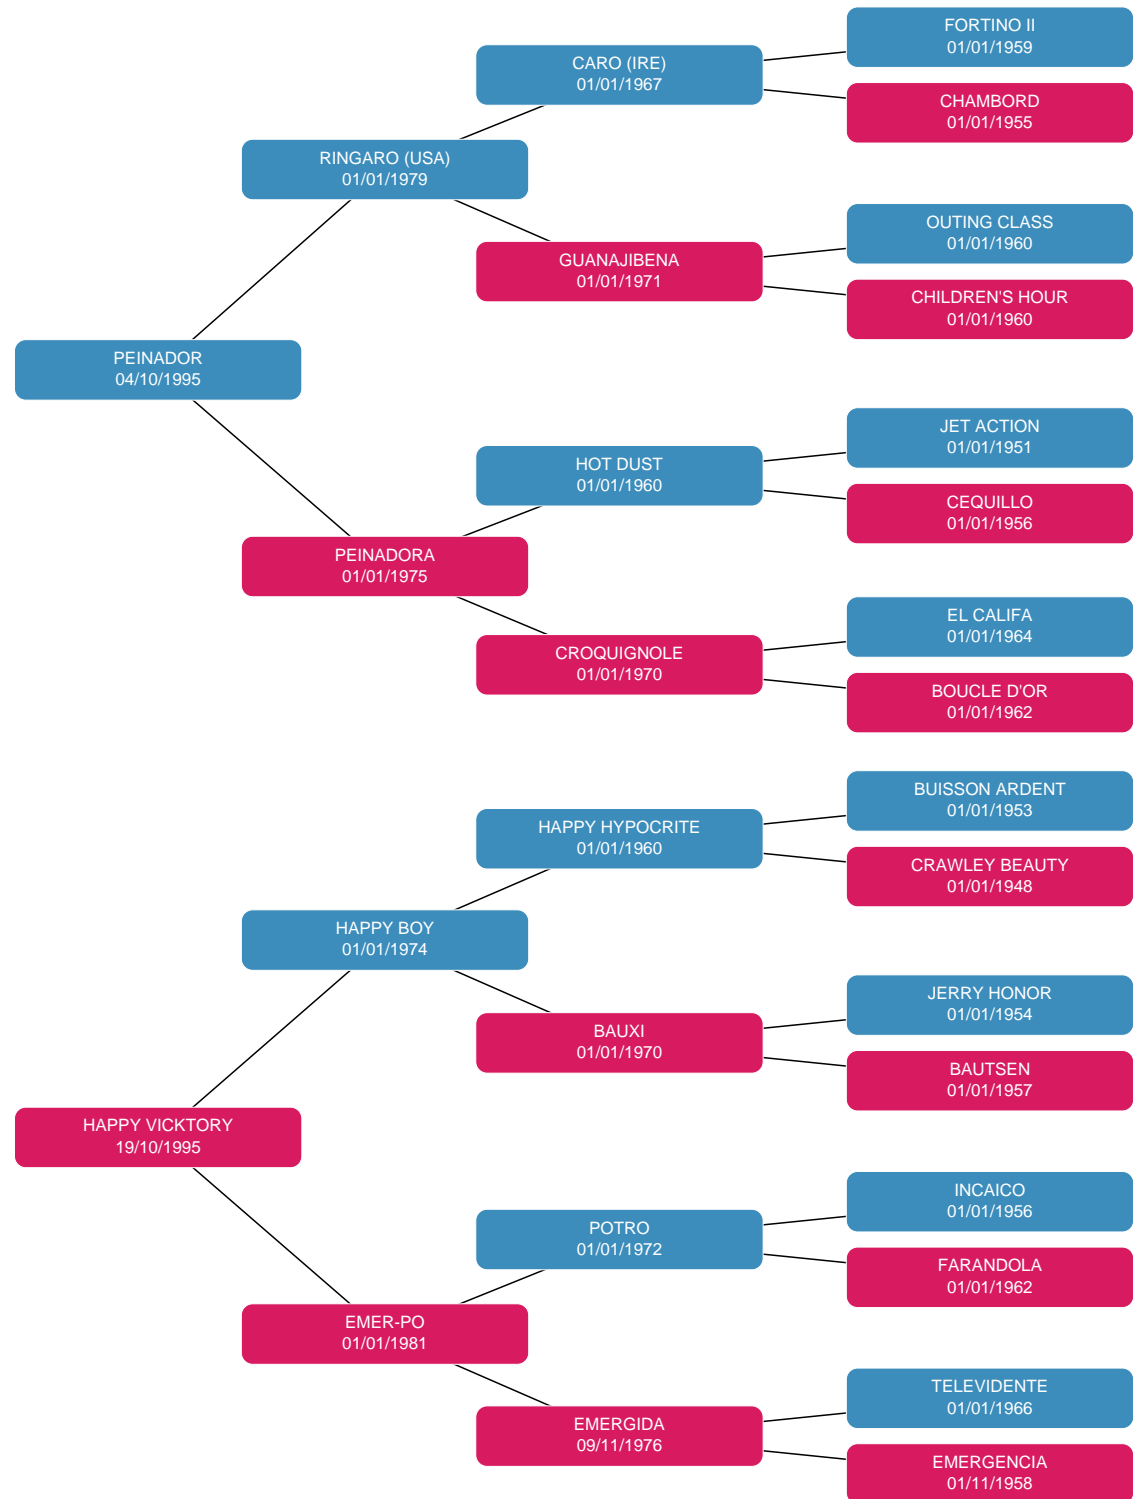 FORTINO II
01/01/1959
CARO (IRE)
01/01/1967
CHAMBORD
01/01/1955
RINGARO (USA)
01/01/1979
OUTING CLASS
01/01/1960
GUANAJIBENA
01/01/1971
CHILDREN'S HOUR
01/01/1960
PEINADOR
04/10/1995
JET ACTION
01/01/1951
HOT DUST
01/01/1960
CEQUILLO
01/01/1956
PEINADORA
01/01/1975
EL CALIFA
01/01/1964
CROQUIGNOLE
01/01/1970
BOUCLE D'OR
01/01/1962
BUISSON ARDENT
01/01/1953
HAPPY HYPOCRITE
01/01/1960
CRAWLEY BEAUTY
01/01/1948
HAPPY BOY
01/01/1974
JERRY HONOR
01/01/1954
BAUXI
01/01/1970
BAUTSEN
01/01/1957
HAPPY VICKTORY
19/10/1995
INCAICO
01/01/1956
POTRO
01/01/1972
FARANDOLA
01/01/1962
EMER-PO
01/01/1981
TELEVIDENTE
01/01/1966
EMERGIDA
09/11/1976
EMERGENCIA
01/11/1958